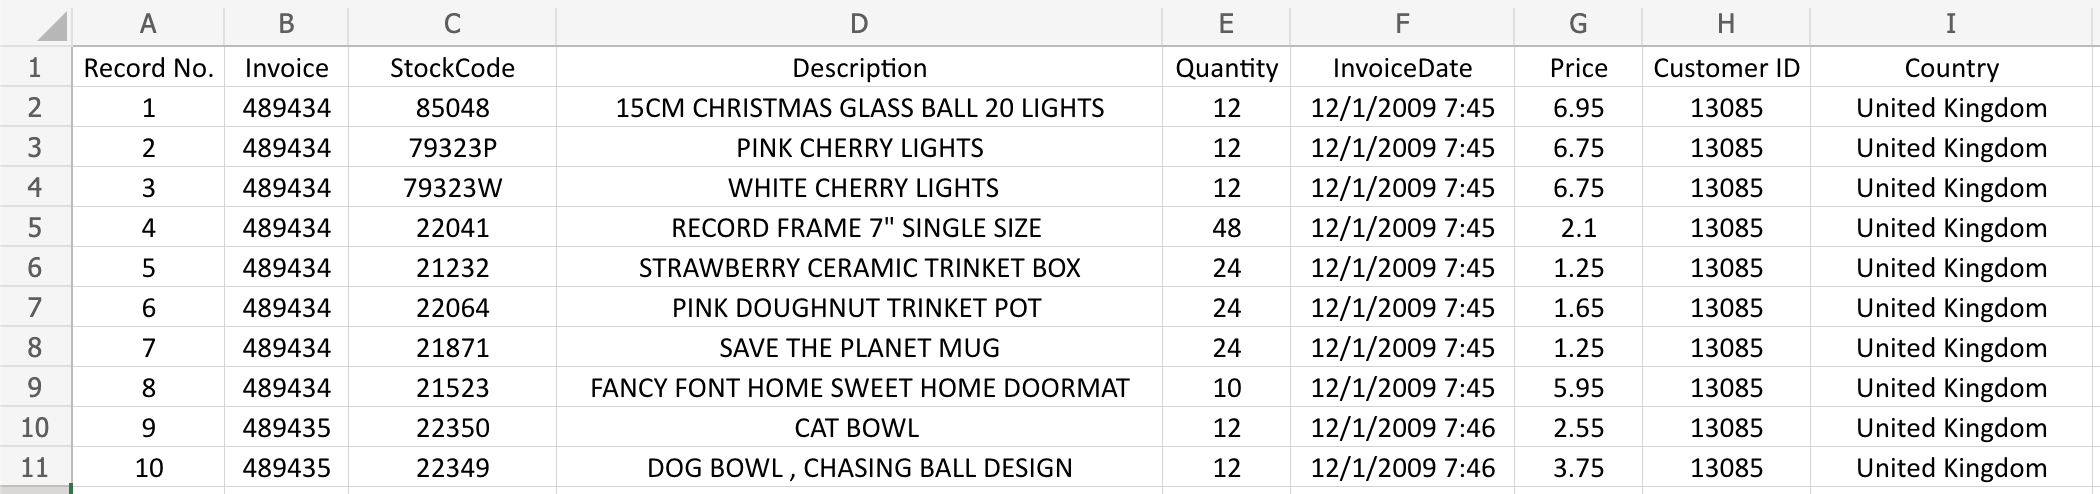 A B C D E F G H I
1 Record No. Invoice StockCode Description Quantity InvoiceDate Price Customer ID Country
2 1 489434 85048 15CM CHRISTMAS GLASS BALL 20 LIGHTS 12 12/1/2009 7:45 6.95 13085 United Kingdom
3 2 489434 79323P PINK CHERRY LIGHTS 12 12/1/2009 7:45 6.75 13085 United Kingdom
4 3 489434 79323W WHITE CHERRY LIGHTS 12 12/1/2009 7:45 6.75 13085 United Kingdom
5 4 489434 22041 RECORD FRAME 7" SINGLE SIZE 48 12/1/2009 7:45 2.1 13085 United Kingdom
6 5 489434 21232 STRAWBERRY CERAMIC TRINKET BOX 24 12/1/2009 7:45 1.25 13085 United Kingdom
7 6 489434 22064 PINK DOUGHNUT TRINKET POT 24 12/1/2009 7:45 1.65 13085 United Kingdom
8 7 489434 21871 SAVE THE PLANET MUG 24 12/1/2009 7:45 1.25 13085 United Kingdom
9 8 489434 21523 FANCY FONT HOME SWEET HOME DOORMAT 10 12/1/2009 7:45 5.95 13085 United Kingdom
10 9 489435 22350 CAT BOWL 12 12/1/2009 7:46 2.55 13085 United Kingdom
11 10 489435 22349 DOG BOWL , CHASING BALL DESIGN 12 12/1/2009 7:46 3.75 13085 United Kingdom